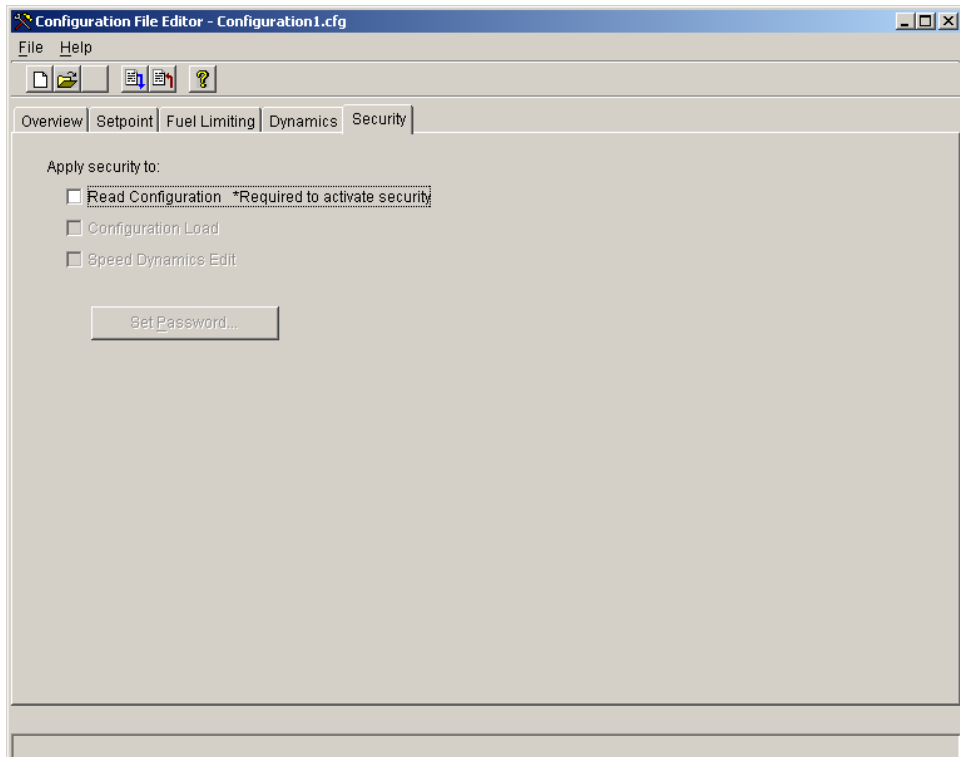 Configuration File Editor - Configuration1.cfg
File Help
?
Overview Setpoint Fuel Limiting Dynamics Security
Apply security to:
Read Configuration *Required to activate security
Configuration Load
Speed Dynamics Edit
Set Password...